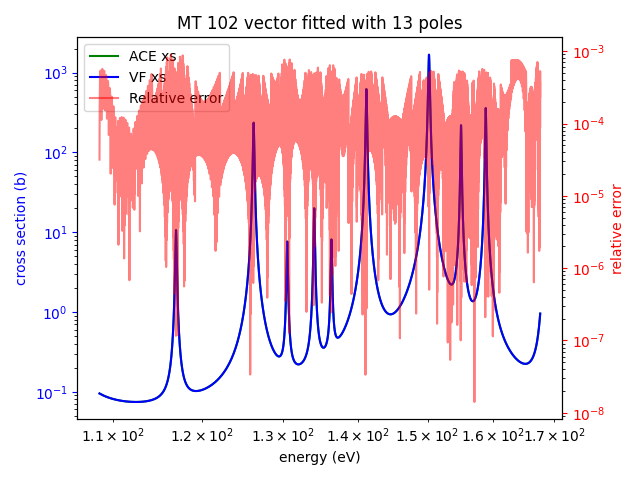 MT 102 vector fitted with 13 poles
ACE xs
VF xs
Relative error
cross section (b)
10³
10²
10¹
10⁰
10⁻¹
10⁻³
10⁻⁴
10⁻⁵
10⁻⁶
10⁻⁷
10⁻⁸
relative error
1.1 × 10² 1.2 × 10² 1.3 × 10² 1.4 × 10² 1.5 × 10² 1.6 × 10² 1.7 × 10²
energy (eV)